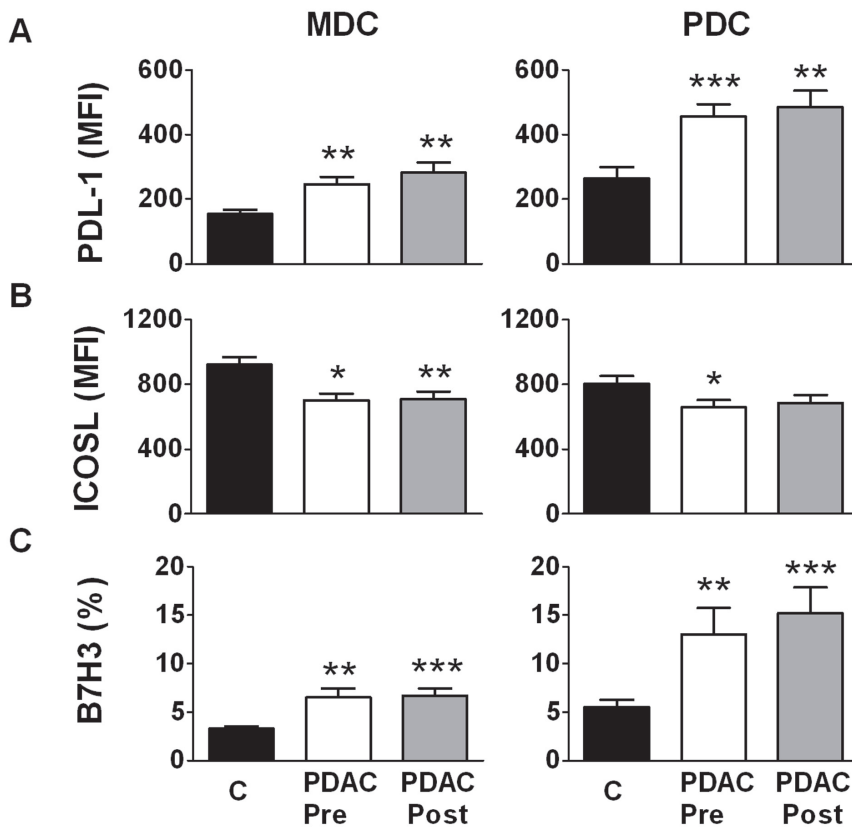 A
MDC
PDC
PDL-1 (MFI)
600
400
200
0
**
**
600
400
200
0
***
**
B
ICOSL (MFI)
1200
800
400
0
*
**
1200
800
400
0
*
C
B7H3 (%)
20
15
10
5
0
**
***
20
15
10
5
0
**
***
C
PDAC
Pre
PDAC
Post
C
PDAC
Pre
PDAC
Post